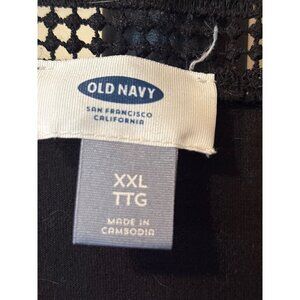 OLD NAVY
SAN FRANCISCO
CALIFORNIA
XXL
TTG
MADE IN
CAMBODIA